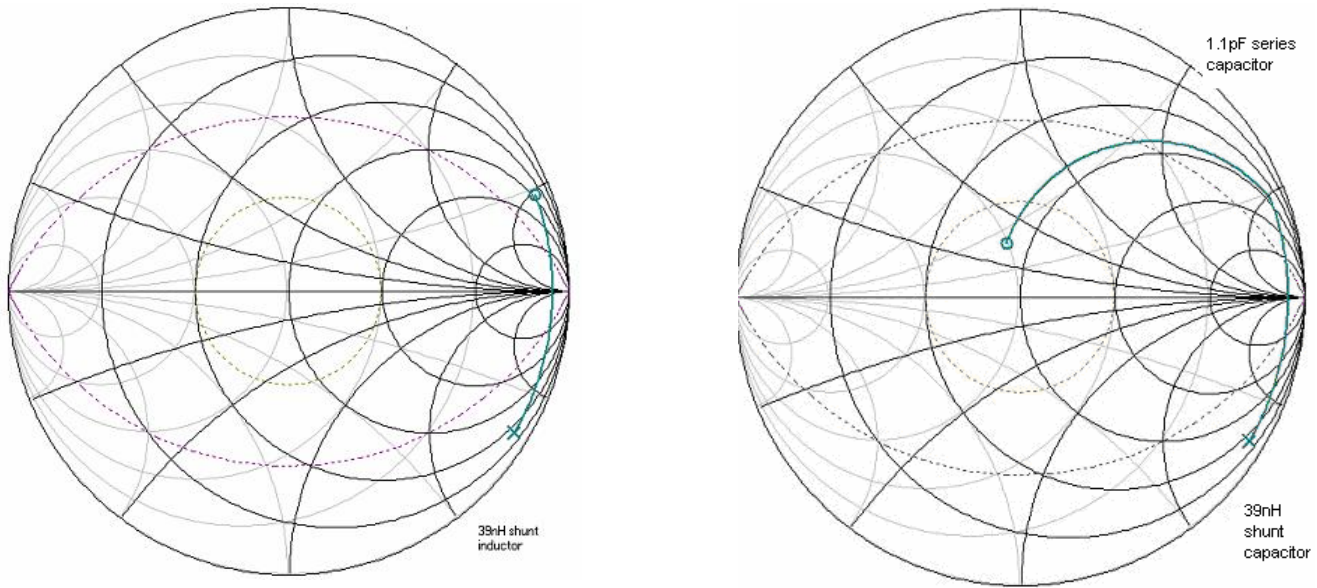 39nH shunt
inductor
1.1pF series
capacitor
39nH
shunt
capacitor